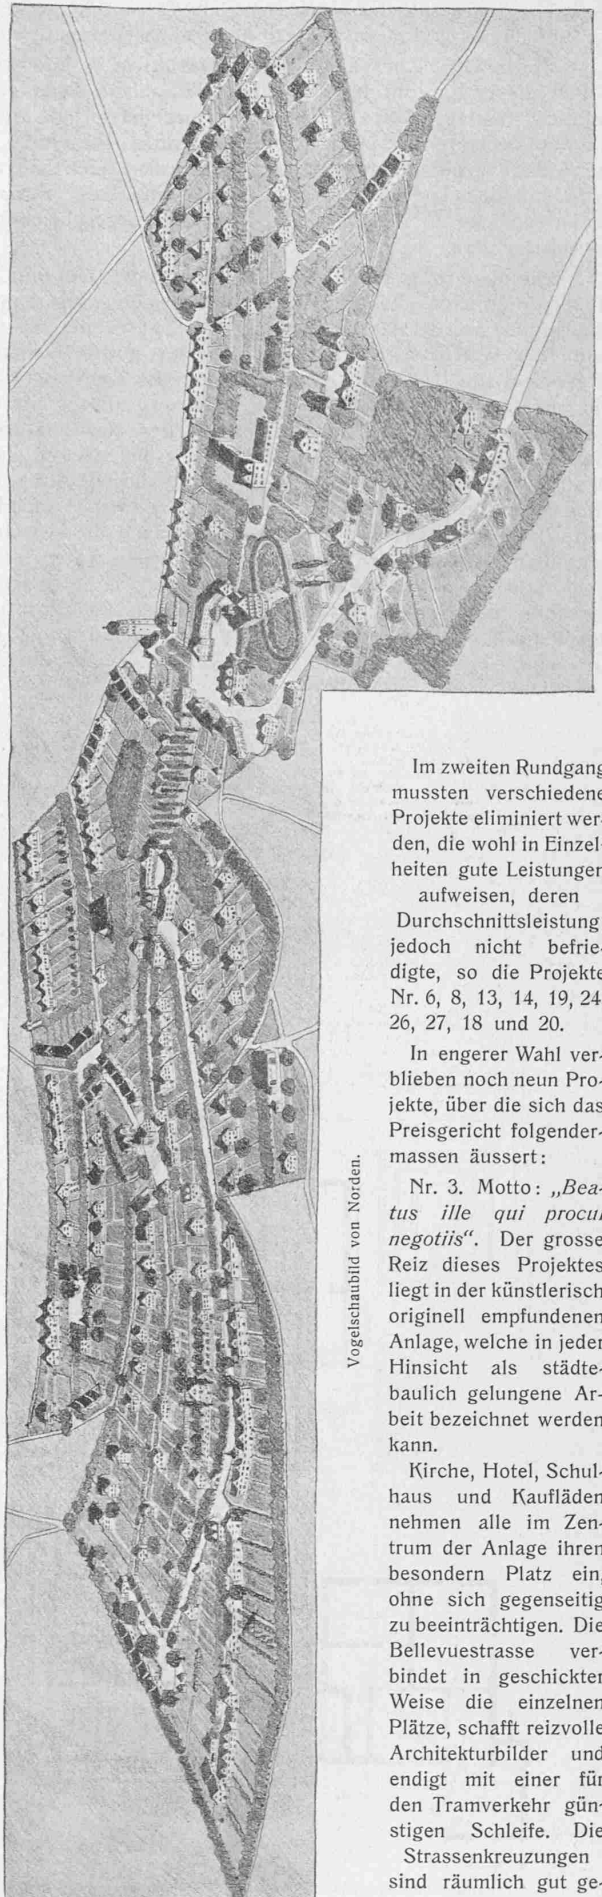 Vogelschaubild von Norden.
Im zweiten Rundgang
mussten verschiedene
Projekte eliminiert wer-
den, die wohl in Einzel-
heiten gute Leistungen
aufweisen, deren
Durchschnittsleistung
jedoch nicht befrie-
digte, so die Projekte
Nr. 6, 8, 13, 14, 19, 24,
26, 27, 18 und 20.
In engerer Wahl ver-
blieben noch neun Pro-
jekte, über die sich das
Preisgericht folgender-
massen äussert:
Nr. 3. Motto: „Bea-
tus ille qui procul
negotiis“. Der grosse
Reiz dieses Projektes
liegt in der künstlerisch
originell empfundenen
Anlage, welche in jeder
Hinsicht als städte-
baulich gelungene Ar-
beit bezeichnet werden
kann.
Kirche, Hotel, Schul-
haus und Kaufläden
nehmen alle im Zen-
trum der Anlage ihren
besondern Platz ein,
ohne sich gegenseitig
zu beeinträchtigen. Die
Bellevuestrasse ver-
bindet in geschickter
Weise die einzelnen
Plätze, schafft reizvolle
Architekturbilder und
endigt mit einer für
den Tramverkehr gün-
stigen Schleife. Die
Strassenkreuzungen
sind räumlich gut ge-